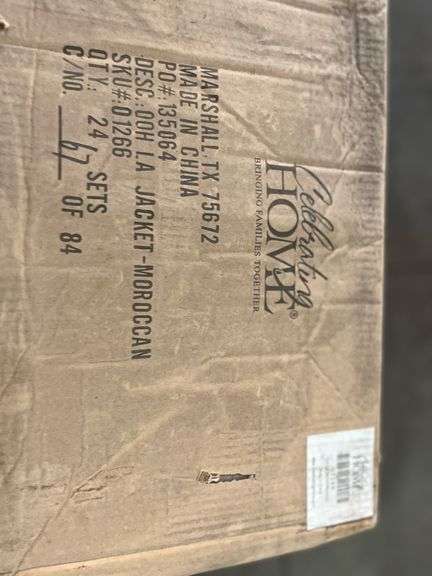 Celebrating
HOME®
BRINGING FAMILIES TOGETHER
MARSHALL, TX 75672
MADE IN CHINA
PO#:135064
DESC:OOH LA JACKET-MOROCCAN
SKU#:01266
QTY.: 24 SETS
C/NO. 67 OF 84